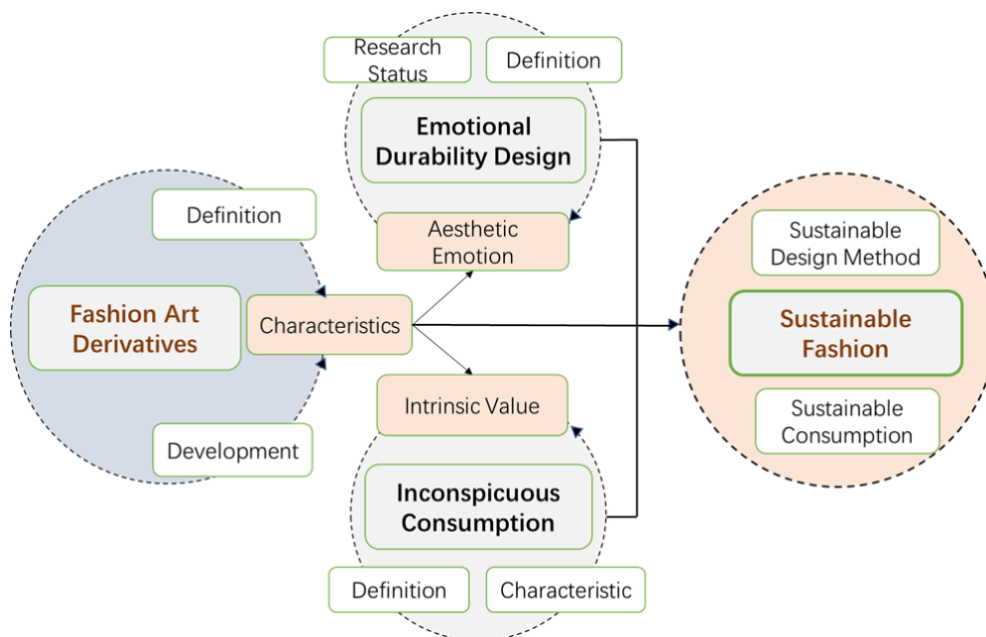 Research
Status
Definition
Emotional
Durability Design
Aesthetic
Emotion
Definition
Fashion Art
Derivatives
Characteristics
Development
Intrinsic Value
Inconspicuous
Consumption
Definition
Characteristic
Sustainable
Design Method
Sustainable
Fashion
Sustainable
Consumption